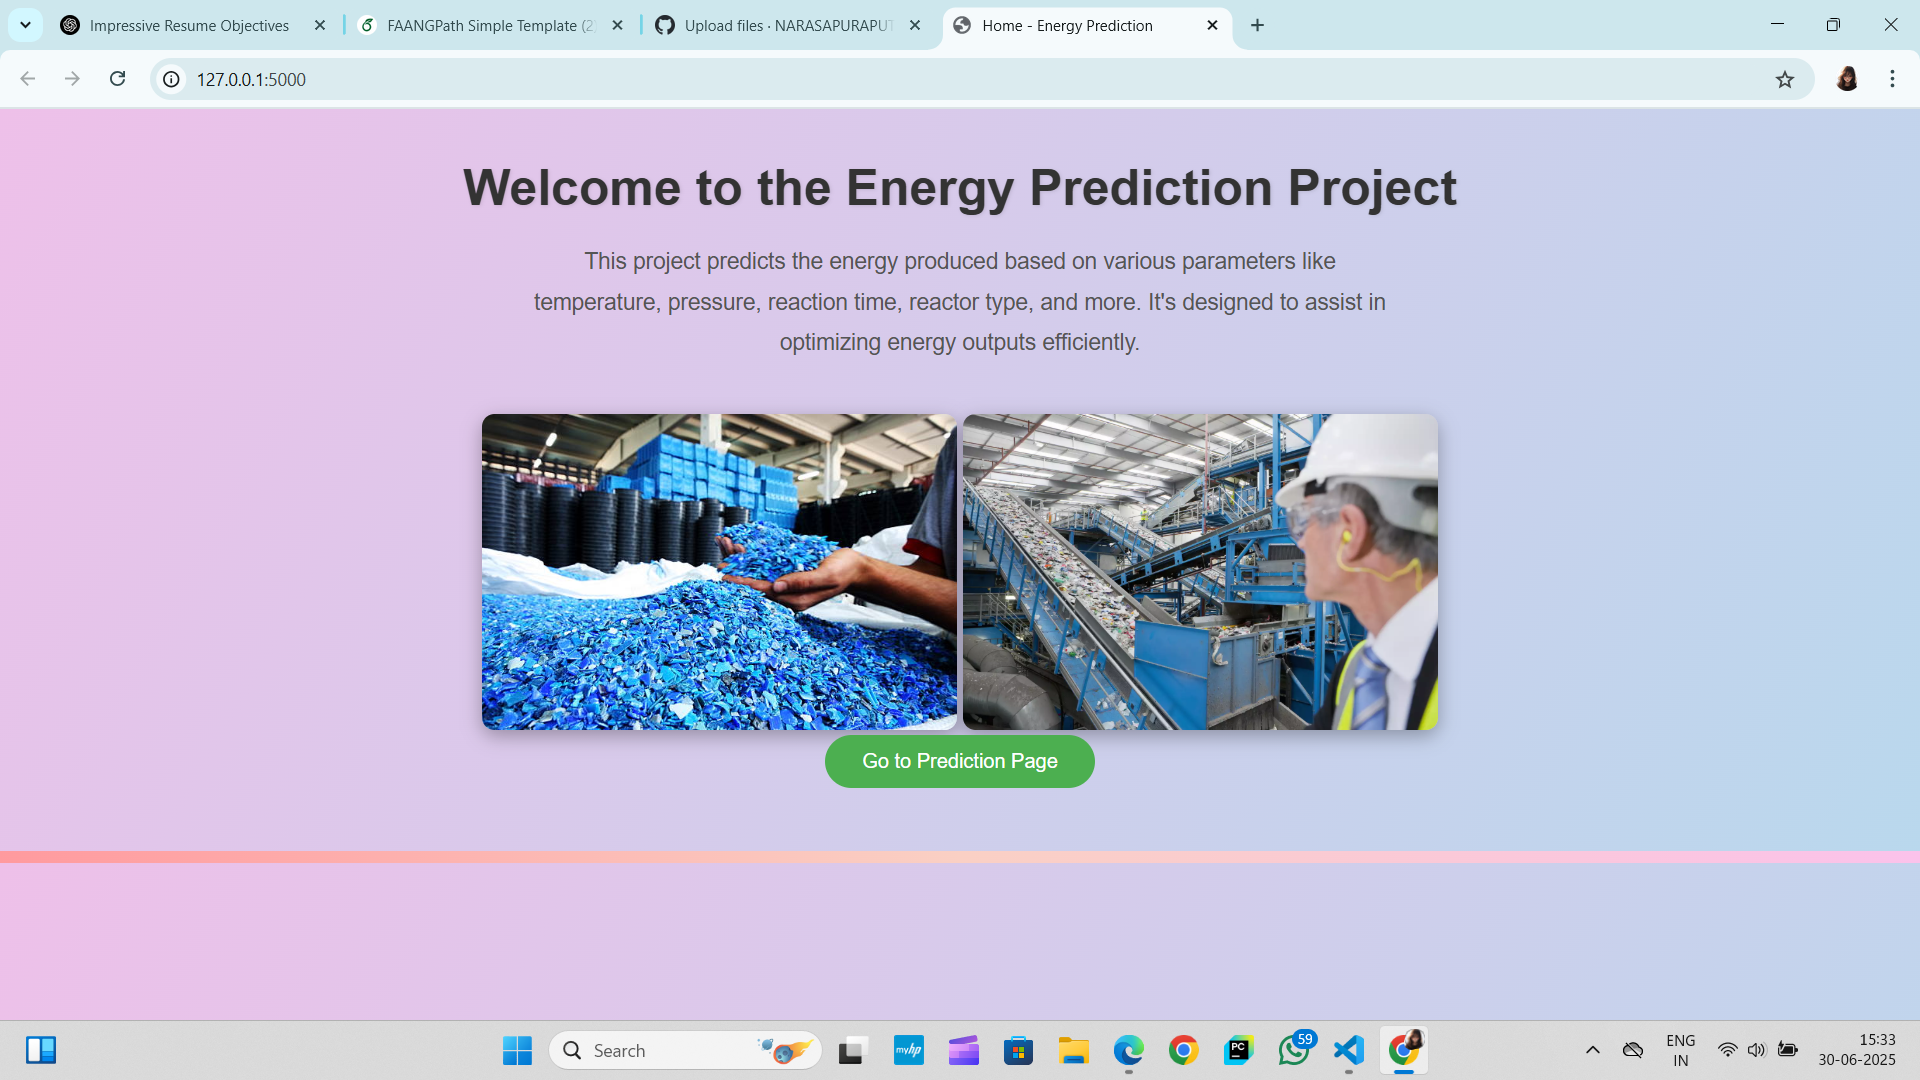 Impressive Resume Objectives
FAANGPath Simple Template (2)
Upload files · NARASAPURAPUT
Home - Energy Prediction
127.0.0.1:5000
Welcome to the Energy Prediction Project
This project predicts the energy produced based on various parameters like
temperature, pressure, reaction time, reactor type, and more. It's designed to assist in
optimizing energy outputs efficiently.
Go to Prediction Page
Search
myhp
PC
59
ENG
IN
15:33
30-06-2025